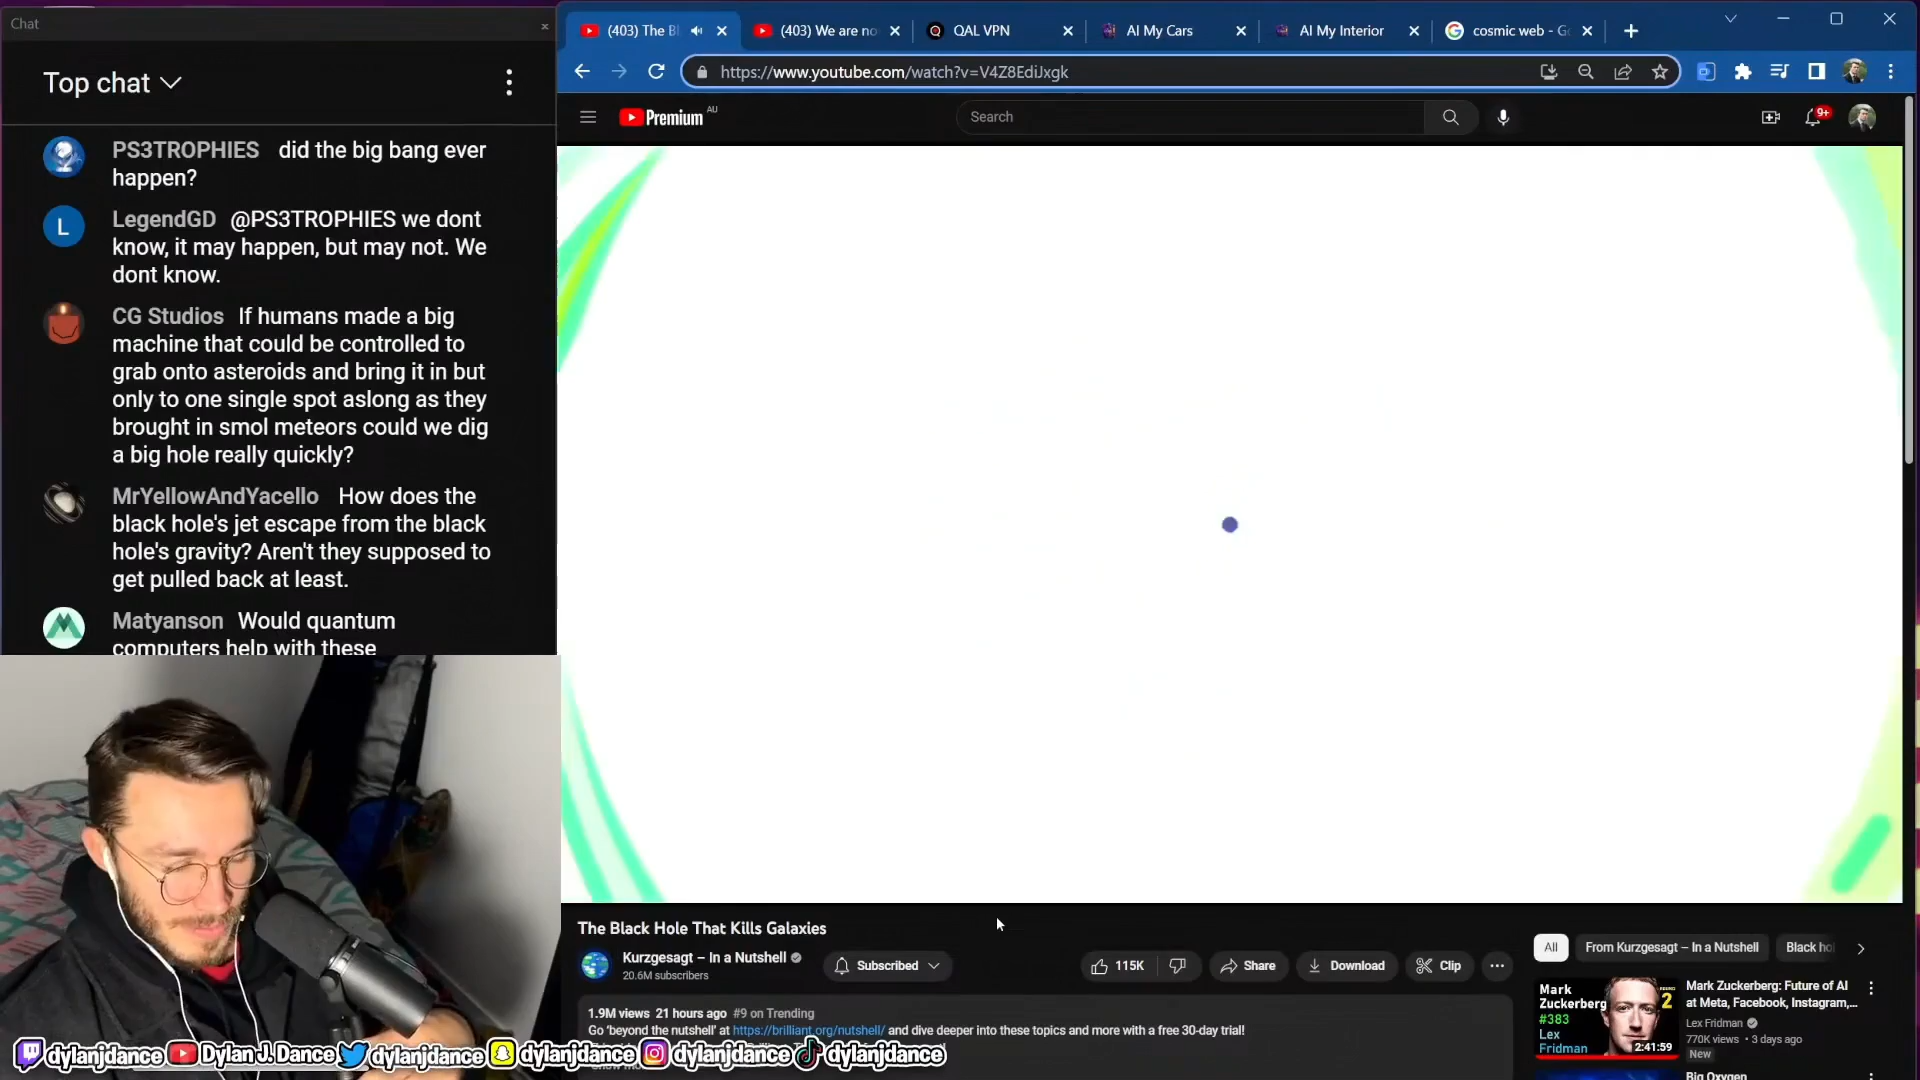 Chat
Top chat
PS3TROPHIES did the big bang ever
happen?
LegendGD @PS3TROPHIES we dont
know, it may happen, but may not. We
dont know.
CG Studios If humans made a big
machine that could be controlled to
grab onto asteroids and bring it in but
only to one single spot aslong as they
brought in smol meteors could we dig
a big hole really quickly?
MrYellowAndYacello How does the
black hole's jet escape from the black
hole's gravity? Aren't they supposed to
get pulled back at least.
Matyanson Would quantum
computers help with these
(403) The Bl
(403) We are no
QAL VPN
AI My Cars
AI My Interior
cosmic web - Go
https://www.youtube.com/watch?v=V4Z8EdiJxgk
Premium AU
Search
9+
The Black Hole That Kills Galaxies
Kurzgesagt – In a Nutshell
20.6M subscribers
Subscribed
115K
Share
Download
Clip
1.9M views 21 hours ago #9 on Trending
Go 'beyond the nutshell' at https://brilliant.org/nutshell/ and dive deeper into these topics and more with a free 30-day trial!
All
From Kurzgesagt – In a Nutshell
Black hol
Mark
Zuckerberg
#383
Lex
Fridman
2
2:41:59
Mark Zuckerberg: Future of AI
at Meta, Facebook, Instagram,...
Lex Fridman
770K views • 3 days ago
New
Big Oxygen
dylanjdance
Dylan J. Dance
dylanjdance
dylanjdance
dylanjdance
dylanjdance